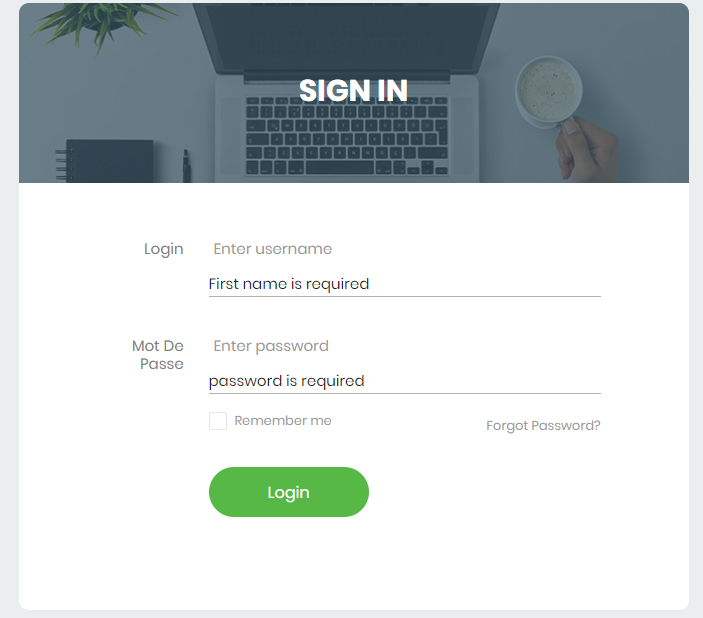 SIGN IN
Login
Enter username
First name is required
Mot De
Passe
Enter password
password is required
Remember me
Forgot Password?
Login